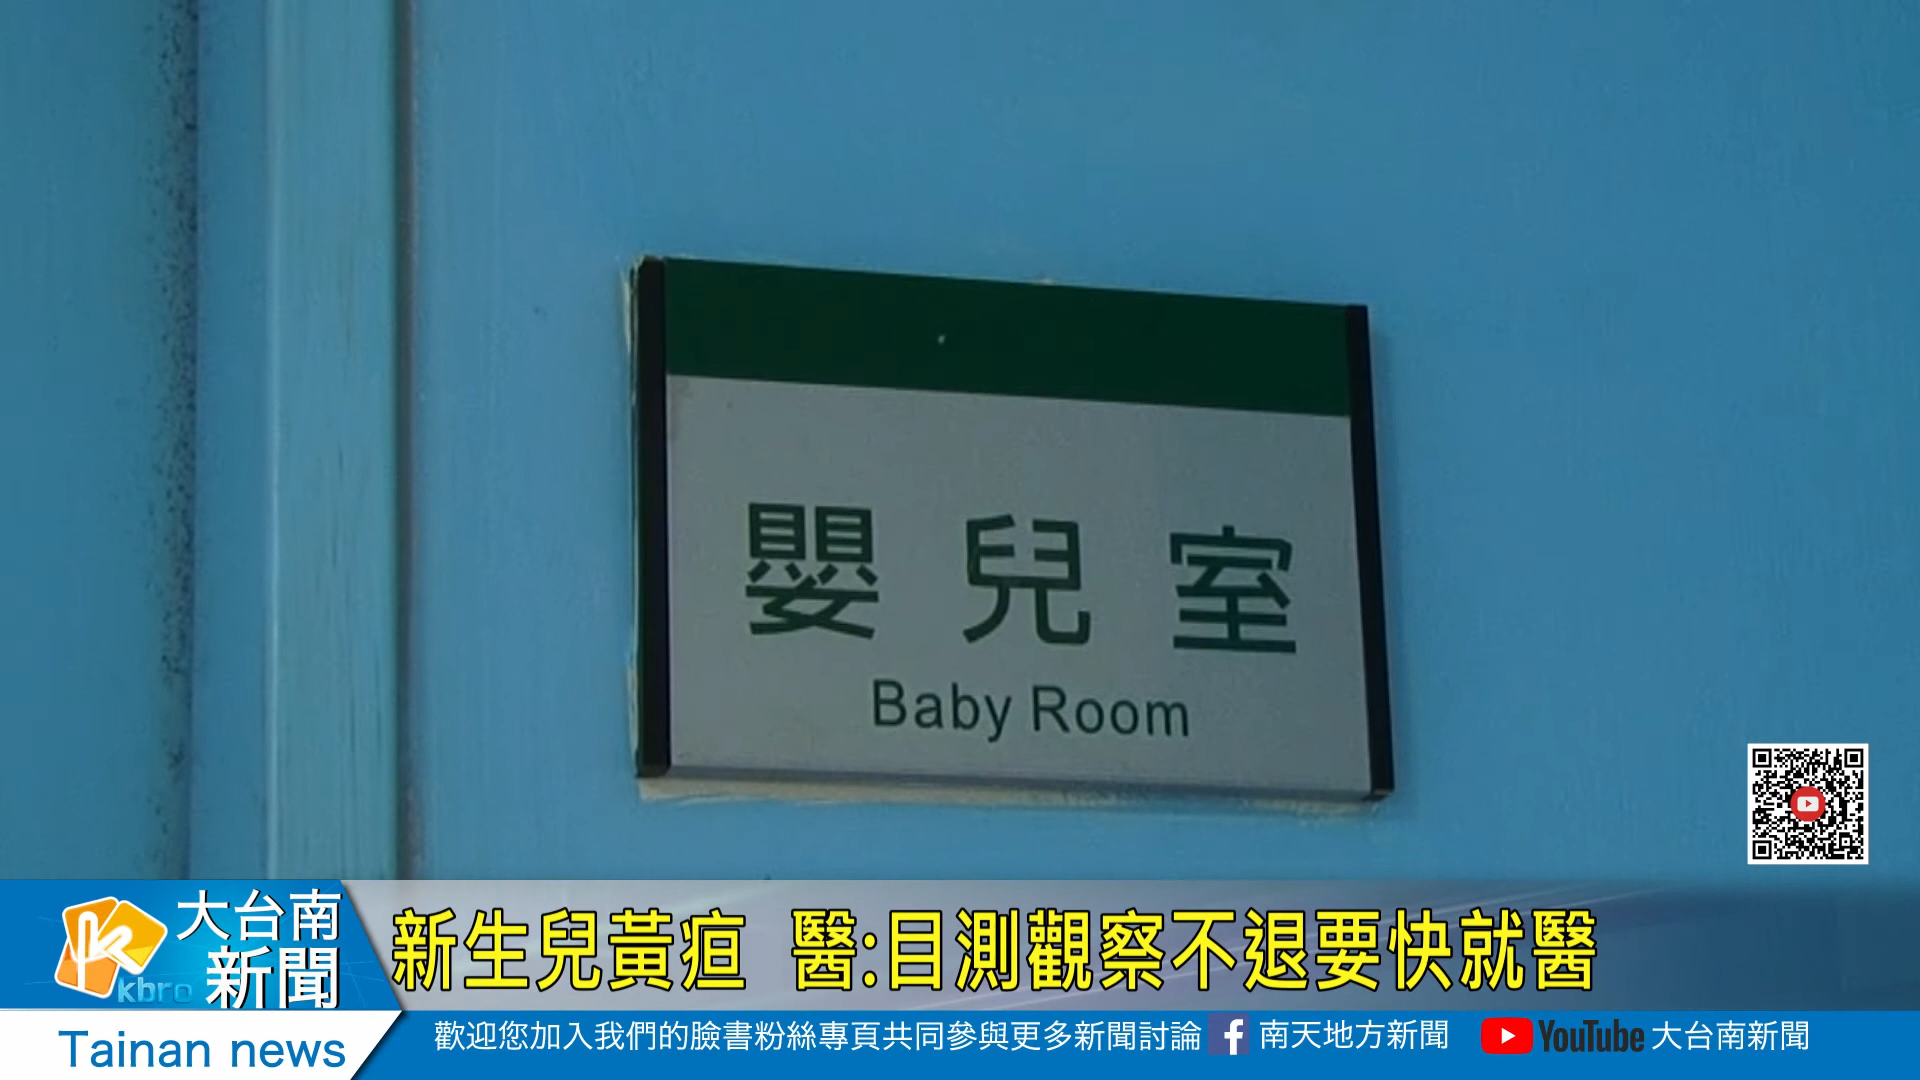 嬰兒室
Baby Room
大台南
新聞
kbro
新生兒黃疸 醫:目測觀察不退要快就醫
Tainan news
歡迎您加入我們的臉書粉絲專頁共同參與更多新聞討論 南天地方新聞 YouTube 大台南新聞